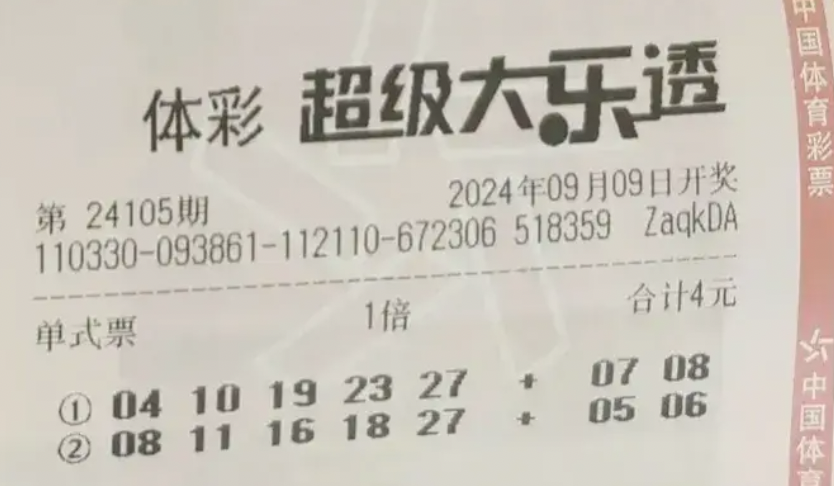 体彩 超级大乐透
第 24105期 2024年09月09日开奖
110330-093861-112110-672306 518359 ZaqkDA
单式票 1倍 合计4元
① 04 10 19 23 27 + 07 08
② 08 11 16 18 27 + 05 06
中国体育彩票
中国体育